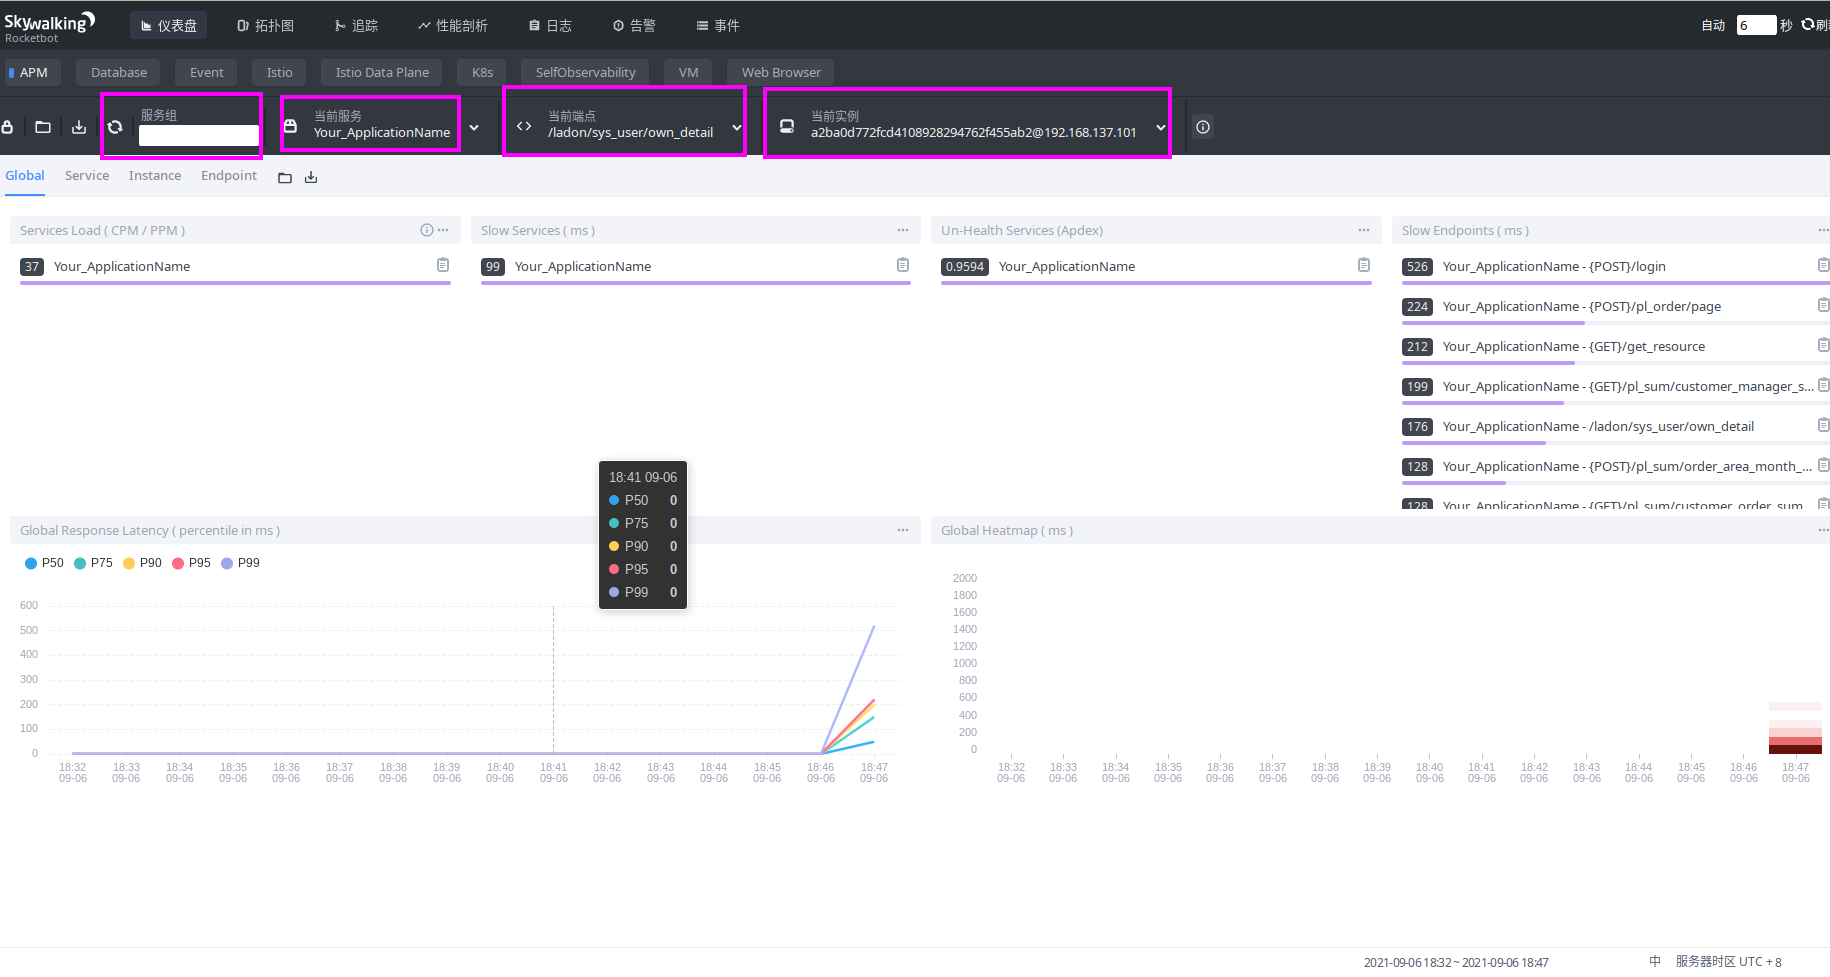 Skywalking
Rocketbot
仪表盘
拓扑图
追踪
性能剖析
日志
告警
事件
自动 6 秒
APM
Database
Event
Istio
Istio Data Plane
K8s
SelfObservability
VM
Web Browser
服务组
当前服务
Your_ApplicationName
当前端点
/ladon/sys_user/own_detail
当前实例
a2ba0d772fcd4108928294762f455ab2@192.168.137.101
Global
Service
Instance
Endpoint
Services Load ( CPM / PPM )
37 Your_ApplicationName
Slow Services ( ms )
99 Your_ApplicationName
Un-Health Services (Apdex)
0.9594 Your_ApplicationName
Slow Endpoints ( ms )
526 Your_ApplicationName - {POST}/login
224 Your_ApplicationName - {POST}/pl_order/page
212 Your_ApplicationName - {GET}/get_resource
199 Your_ApplicationName - {GET}/pl_sum/customer_manager_s...
176 Your_ApplicationName - /ladon/sys_user/own_detail
128 Your_ApplicationName - {POST}/pl_sum/order_area_month_...
128 Your_ApplicationName - {GET}/pl_sum/customer_order_sum
Global Response Latency ( percentile in ms )
P50 P75 P90 P95 P99
18:41 09-06
P50 0
P75 0
P90 0
P95 0
P99 0
600
500
400
300
200
100
0
18:32 18:33 18:34 18:35 18:36 18:37 18:38 18:39 18:40 18:41 18:42 18:43 18:44 18:45 18:46 18:47
09-06 09-06 09-06 09-06 09-06 09-06 09-06 09-06 09-06 09-06 09-06 09-06 09-06 09-06 09-06 09-06
Global Heatmap ( ms )
2000
1800
1600
1400
1200
1000
800
600
400
200
0
18:32 18:33 18:34 18:35 18:36 18:37 18:38 18:39 18:40 18:41 18:42 18:43 18:44 18:45 18:46 18:47
09-06 09-06 09-06 09-06 09-06 09-06 09-06 09-06 09-06 09-06 09-06 09-06 09-06 09-06 09-06 09-06
2021-09-06 18:32 ~ 2021-09-06 18:47
中
服务器时区 UTC + 8